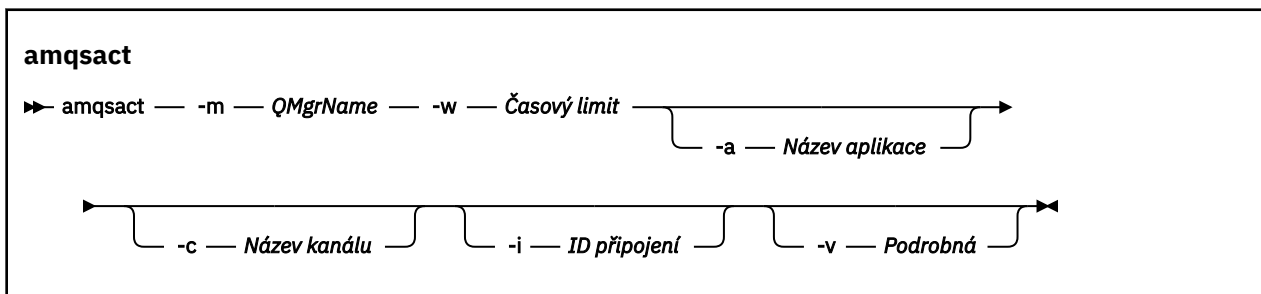 amqsact
amqsact -m QMgrName -w Časový limit
-a Název aplikace
-c Název kanálu -i ID připojení -v Podrobná